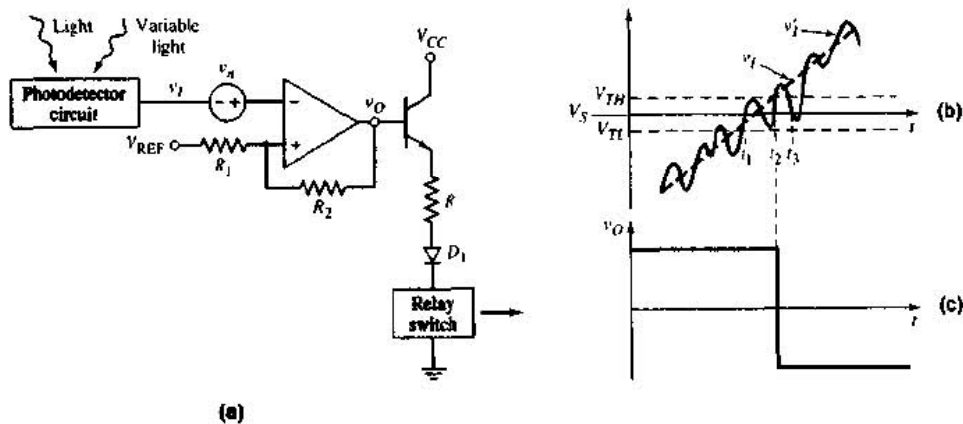 Light
Variable
light
Photodetector
circuit
v_I
v_n
- +
-
+
v_O
V_CC
V_REF
R_1
R_2
R
D_1
Relay
switch
(a)
v'_I
v_I
V_TH
V_S
V_TL
t
t_1
t_2
t_3
(b)
v_O
t
(c)